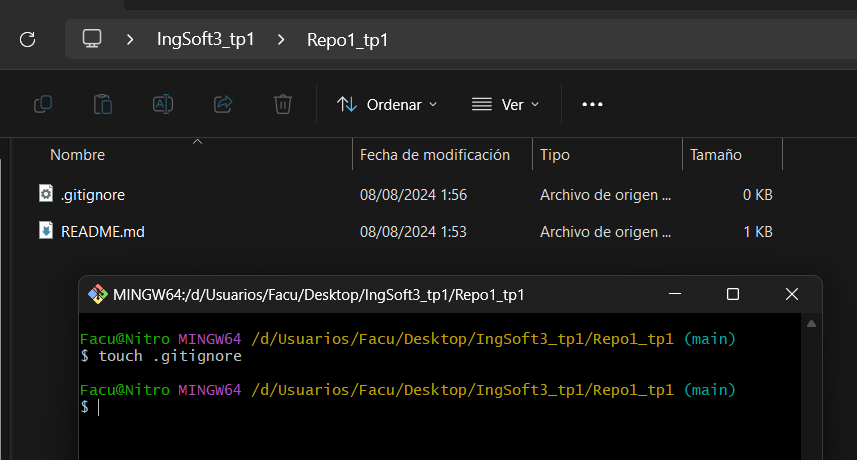 IngSoft3_tp1 > Repo1_tp1
Ordenar Ver
Nombre Fecha de modificación Tipo Tamaño
.gitignore 08/08/2024 1:56 Archivo de origen ... 0 KB
README.md 08/08/2024 1:53 Archivo de origen ... 1 KB
MINGW64:/d/Usuarios/Facu/Desktop/IngSoft3_tp1/Repo1_tp1
Facu@Nitro MINGW64 /d/Usuarios/Facu/Desktop/IngSoft3_tp1/Repo1_tp1 (main)
$ touch .gitignore
Facu@Nitro MINGW64 /d/Usuarios/Facu/Desktop/IngSoft3_tp1/Repo1_tp1 (main)
$